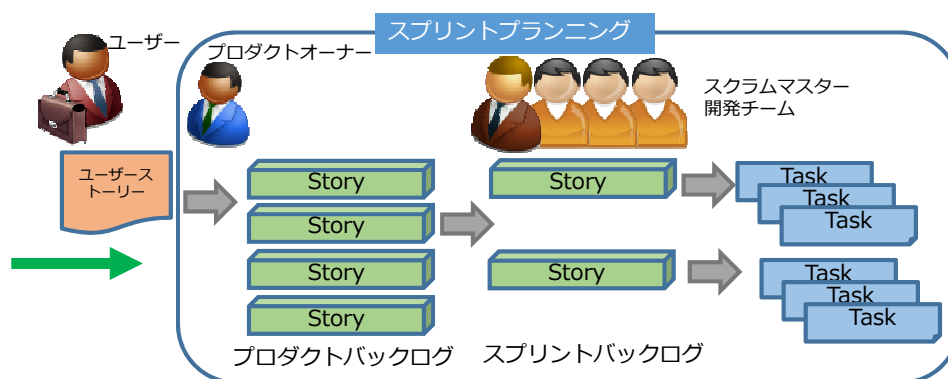 スプリントプランニング
ユーザー
プロダクトオーナー
スクラムマスター
開発チーム
ユーザース
トーリー
Story
Story
Story
Story
プロダクトバックログ
Story
Story
スプリントバックログ
Task
Task
Task
Task
Task
Task